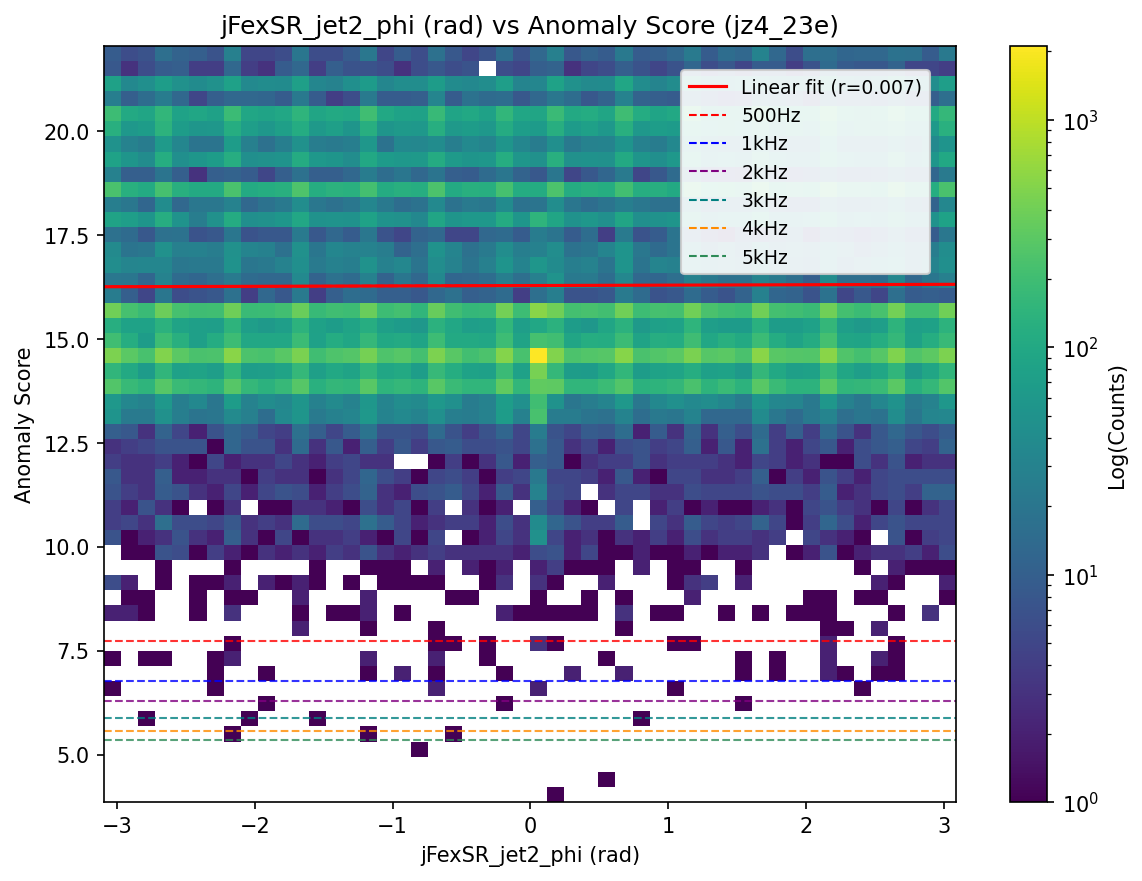 jFexSR_jet2_phi (rad) vs Anomaly Score (jz4_23e)
Linear fit (r=0.007)
500Hz
1kHz
2kHz
3kHz
4kHz
5kHz
Anomaly Score
20.0
17.5
15.0
12.5
10.0
7.5
5.0
−3
−2
−1
0
1
2
3
jFexSR_jet2_phi (rad)
10³
10²
10¹
10⁰
Log(Counts)